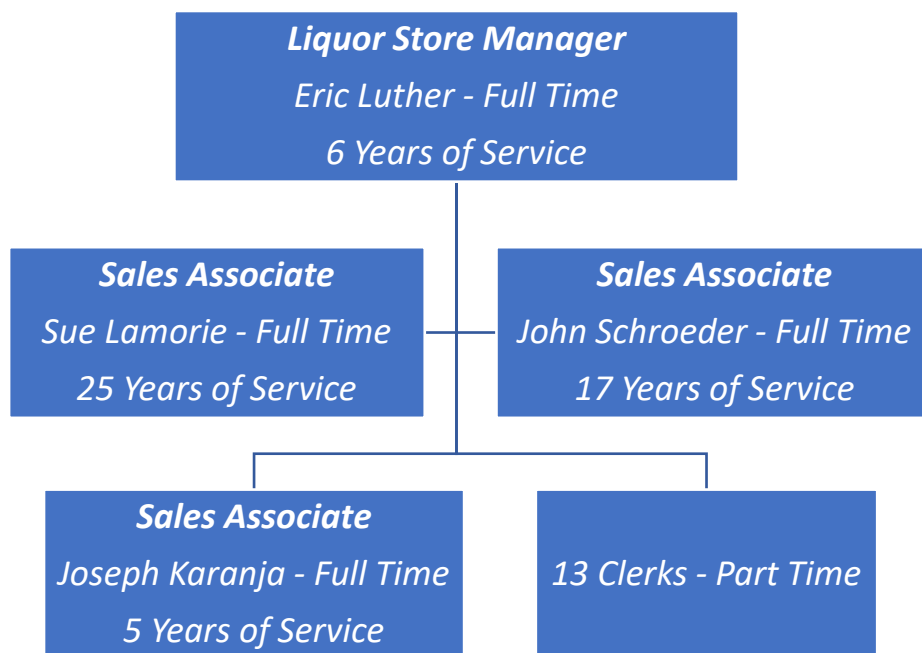 Liquor Store Manager
Eric Luther - Full Time
6 Years of Service
Sales Associate
Sue Lamorie - Full Time
25 Years of Service
Sales Associate
John Schroeder - Full Time
17 Years of Service
Sales Associate
Joseph Karanja - Full Time
5 Years of Service
13 Clerks - Part Time